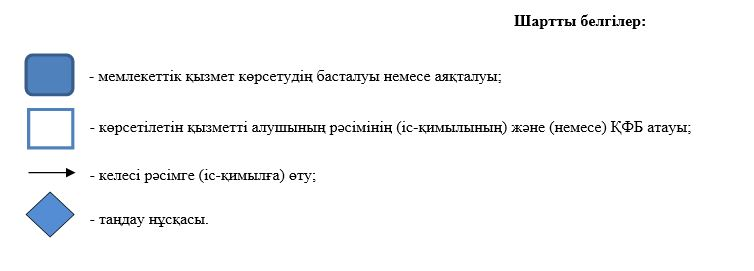 Шартты белгілер:
- мемлекеттік қызмет көрсетудің басталуы немесе аяқталуы;
- көрсетілетін қызметті алушының рәсімінің (іс-қимылының) және (немесе) ҚФБ атауы;
- келесі рәсімге (іс-қимылға) өту;
- таңдау нұсқасы.